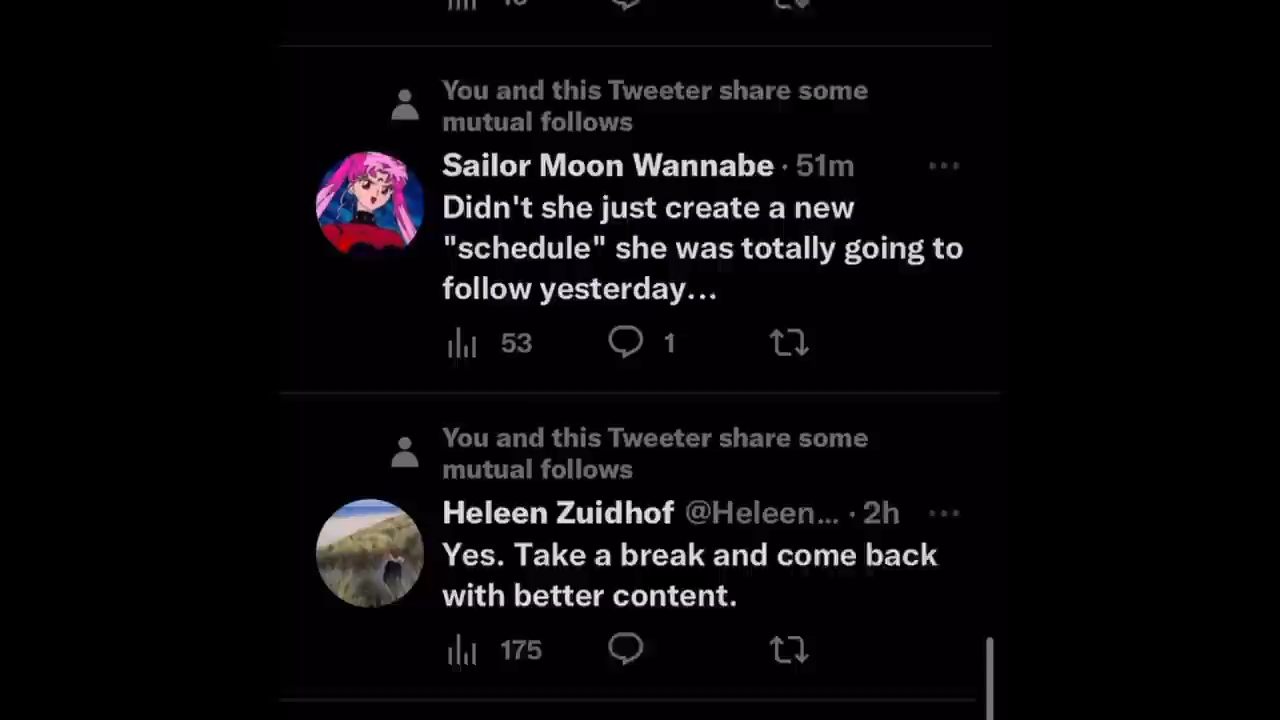 You and this Tweeter share some
mutual follows
Sailor Moon Wannabe · 51m
Didn't she just create a new
"schedule" she was totally going to
follow yesterday...
53 1
You and this Tweeter share some
mutual follows
Heleen Zuidhof @Heleen... · 2h
Yes. Take a break and come back
with better content.
175